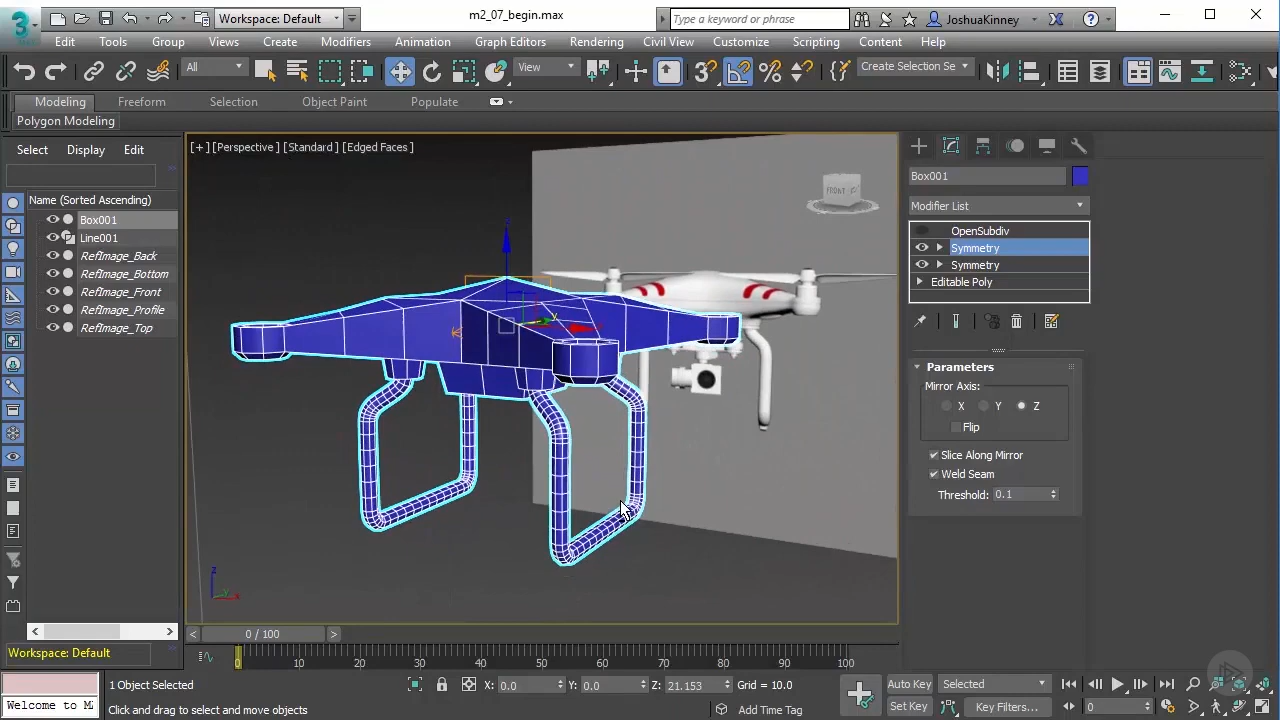 3
Workspace: Default
m2_07_begin.max
Type a keyword or phrase
JoshuaKinney
Edit Tools Group Views Create Modifiers Animation Graph Editors Rendering Civil View Customize Scripting Content Help
All
View
3
Create Selection Se
Modeling Freeform Selection Object Paint Populate
Polygon Modeling
Select Display Edit
[+] [Perspective] [Standard] [Edged Faces]
Name (Sorted Ascending)
Box001
Line001
RefImage_Back
RefImage_Bottom
RefImage_Front
RefImage_Profile
RefImage_Top
FRONT
z
y
z
x
Box001
Modifier List
OpenSubdiv
Symmetry
Symmetry
Editable Poly
Parameters
Mirror Axis:
X Y Z
Flip
Slice Along Mirror
Weld Seam
Threshold: 0.1
0 / 100
Workspace: Default
0 10 20 30 40 50 60 70 80 90 100
1 Object Selected
X: 0.0 Y: 0.0 Z: 21.153 Grid = 10.0
Auto Key Selected
Welcome to MA
Click and drag to select and move objects
Add Time Tag
Set Key Key Filters...
0